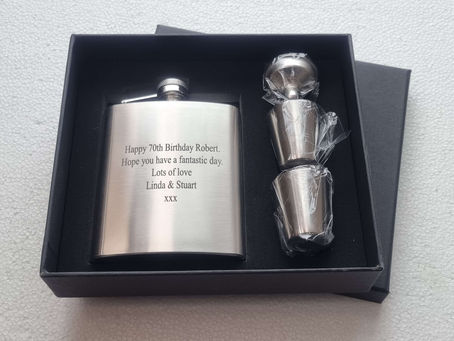 Happy 70th Birthday Robert.
Hope you have a fantastic day.
Lots of love
Linda & Stuart
xxx